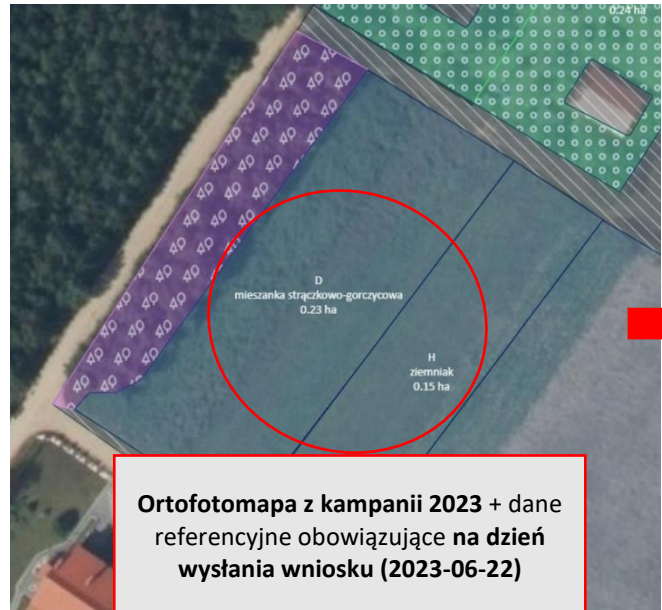 0.24 ha
D
mieszanka strączkowo-gorczycowa
0.23 ha
H
ziemniak
0.15 ha
Ortofotomapa z kampanii 2023 + dane
referencyjne obowiązujące na dzień
wysłania wniosku (2023-06-22)